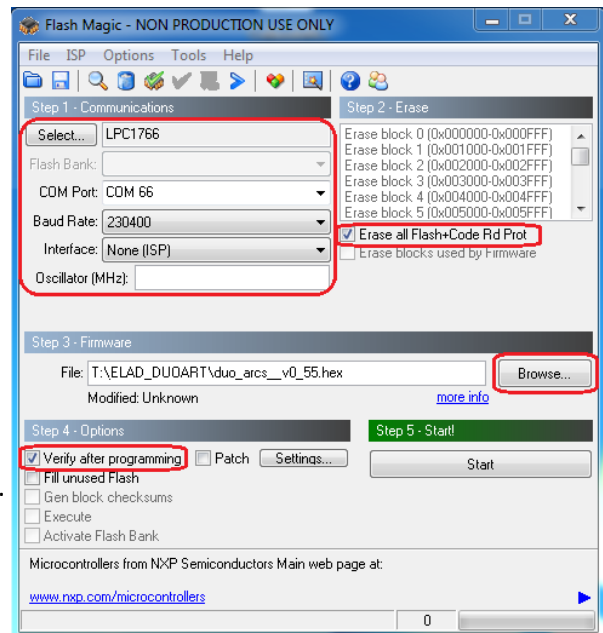 Flash Magic - NON PRODUCTION USE ONLY
File ISP Options Tools Help
Step 1 - Communications
Select... LPC1766
Flash Bank:
COM Port: COM 66
Baud Rate: 230400
Interface: None (ISP)
Oscillator (MHz):
Step 2 - Erase
Erase block 0 (0x000000-0x000FFF)
Erase block 1 (0x001000-0x001FFF)
Erase block 2 (0x002000-0x002FFF)
Erase block 3 (0x003000-0x003FFF)
Erase block 4 (0x004000-0x004FFF)
Erase block 5 (0x005000-0x005FFF)
Erase all Flash+Code Rd Prot
Erase blocks used by Firmware
Step 3 - Firmware
File: T:\ELAD_DUOART\duo_arcs__v0_55.hex Browse...
Modified: Unknown more info
Step 4 - Options
Verify after programming Patch Settings...
Fill unused Flash
Gen block checksums
Execute
Activate Flash Bank
Step 5 - Start!
Start
Microcontrollers from NXP Semiconductors Main web page at:
www.nxp.com/microcontrollers
0